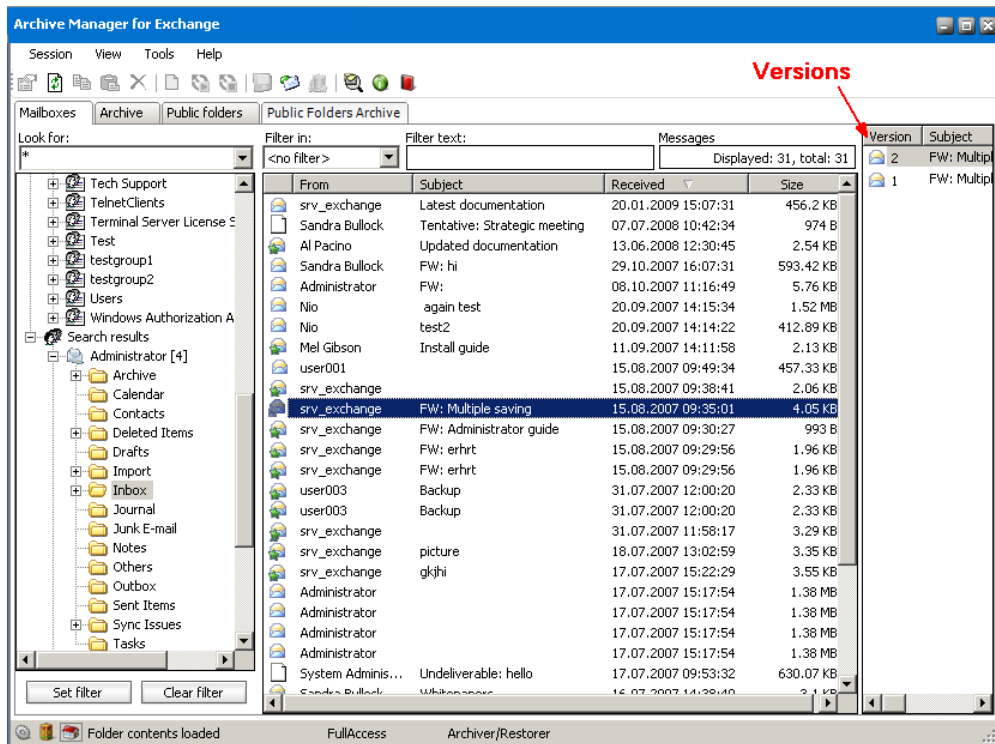 Archive Manager for Exchange
Session View Tools Help
Versions
Mailboxes Archive Public folders Public Folders Archive
Look for:
*
Filter in: Filter text: Messages
<no filter> Displayed: 31, total: 31
Version Subject
2 FW: Multipl
1 FW: Multipl
Tech Support
TelnetClients
Terminal Server License S
Test
testgroup1
testgroup2
Users
Windows Authorization A
Search results
Administrator [4]
Archive
Calendar
Contacts
Deleted Items
Drafts
Import
Inbox
Journal
Junk E-mail
Notes
Others
Outbox
Sent Items
Sync Issues
Tasks
Set filter Clear filter
From Subject Received Size
srv_exchange Latest documentation 20.01.2009 15:07:31 456.2 KB
Sandra Bullock Tentative: Strategic meeting 07.07.2008 10:42:34 974 B
Al Pacino Updated documentation 13.06.2008 12:30:45 2.54 KB
Sandra Bullock FW: hi 29.10.2007 16:07:31 593.42 KB
Administrator FW: 08.10.2007 11:16:49 5.76 KB
Nio again test 20.09.2007 14:15:34 1.52 MB
Nio test2 20.09.2007 14:14:22 412.89 KB
Mel Gibson Install guide 11.09.2007 14:11:58 2.13 KB
user001 15.08.2007 09:49:34 457.33 KB
srv_exchange 15.08.2007 09:38:41 2.06 KB
srv_exchange FW: Multiple saving 15.08.2007 09:35:01 4.05 KB
srv_exchange FW: Administrator guide 15.08.2007 09:30:27 993 B
srv_exchange FW: erhrt 15.08.2007 09:29:56 1.96 KB
srv_exchange FW: erhrt 15.08.2007 09:29:56 1.96 KB
user003 Backup 31.07.2007 12:00:20 2.33 KB
user003 Backup 31.07.2007 12:00:20 2.33 KB
srv_exchange 31.07.2007 11:58:17 3.29 KB
srv_exchange picture 18.07.2007 13:02:59 3.35 KB
srv_exchange gkjhi 17.07.2007 15:22:29 3.55 KB
Administrator 17.07.2007 15:17:54 1.38 MB
Administrator 17.07.2007 15:17:54 1.38 MB
Administrator 17.07.2007 15:17:54 1.38 MB
Administrator 17.07.2007 15:17:54 1.38 MB
System Adminis... Undeliverable: hello 17.07.2007 09:53:32 630.07 KB
Sandra Bullock Whitepapers 16.07.2007 14:38:40 3.1 KB
Folder contents loaded FullAccess Archiver/Restorer